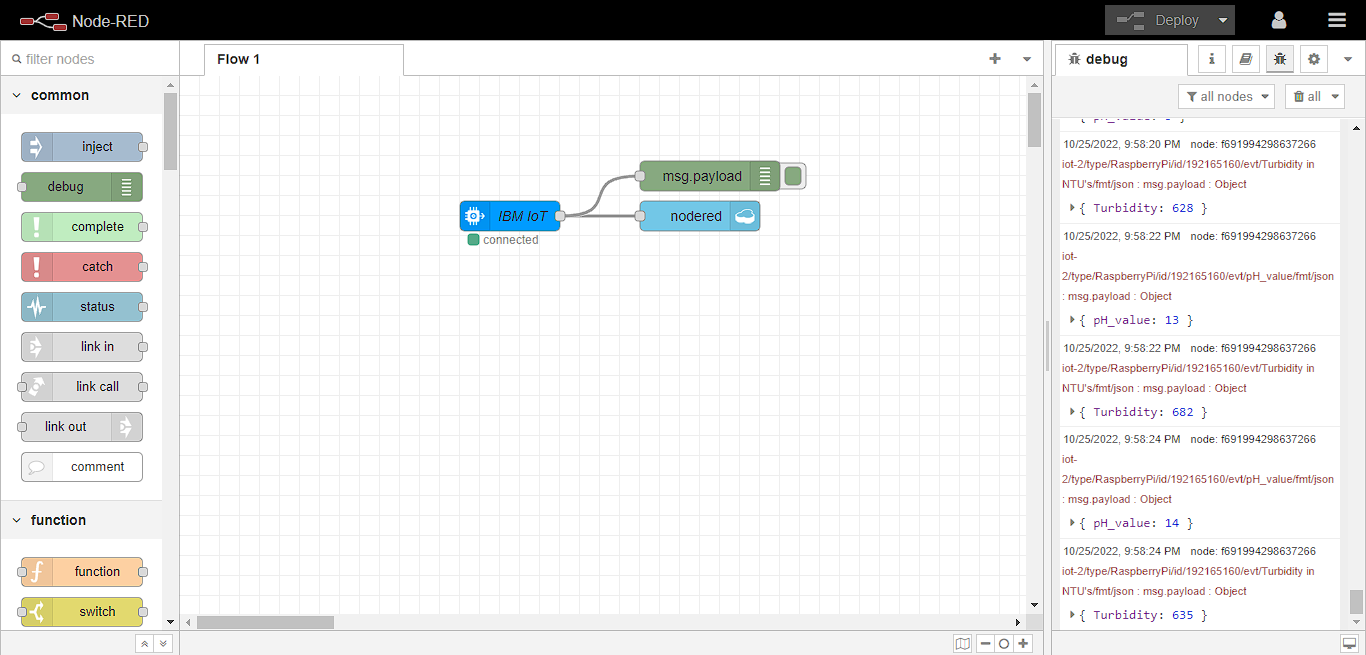 Node-RED
Deploy
filter nodes
Flow 1
debug
all nodes
all
common
inject
debug
complete
catch
status
link in
link call
link out
comment
function
function
switch
msg.payload
IBM IoT
nodered
connected
10/25/2022, 9:58:20 PM node: f691994298637266
iot-2/type/RaspberryPi/id/192165160/evt/Turbidity in
NTU's/fmt/json : msg.payload : Object
{ Turbidity: 628 }
10/25/2022, 9:58:22 PM node: f691994298637266
iot-
2/type/RaspberryPi/id/192165160/evt/pH_value/fmt/json
: msg.payload : Object
{ pH_value: 13 }
10/25/2022, 9:58:22 PM node: f691994298637266
iot-2/type/RaspberryPi/id/192165160/evt/Turbidity in
NTU's/fmt/json : msg.payload : Object
{ Turbidity: 682 }
10/25/2022, 9:58:24 PM node: f691994298637266
iot-
2/type/RaspberryPi/id/192165160/evt/pH_value/fmt/json
: msg.payload : Object
{ pH_value: 14 }
10/25/2022, 9:58:24 PM node: f691994298637266
iot-2/type/RaspberryPi/id/192165160/evt/Turbidity in
NTU's/fmt/json : msg.payload : Object
{ Turbidity: 635 }